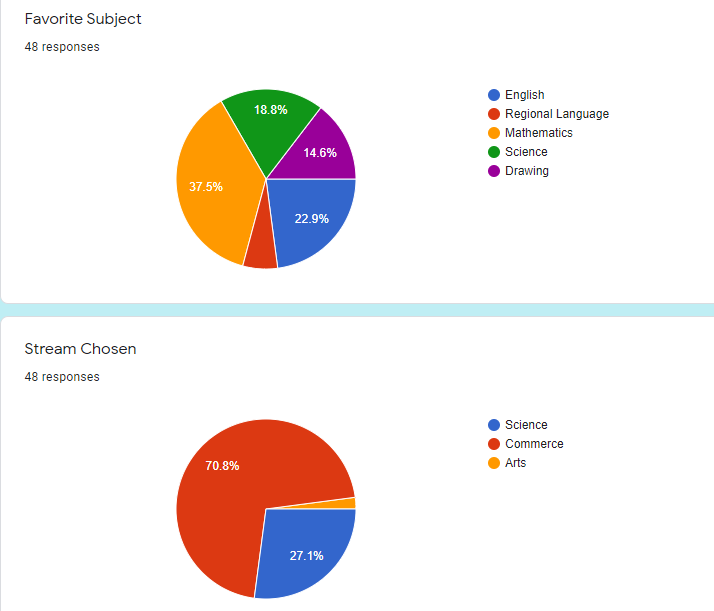 Favorite Subject
48 responses
18.8%
14.6%
37.5%
22.9%
English
Regional Language
Mathematics
Science
Drawing
Stream Chosen
48 responses
70.8%
27.1%
Science
Commerce
Arts